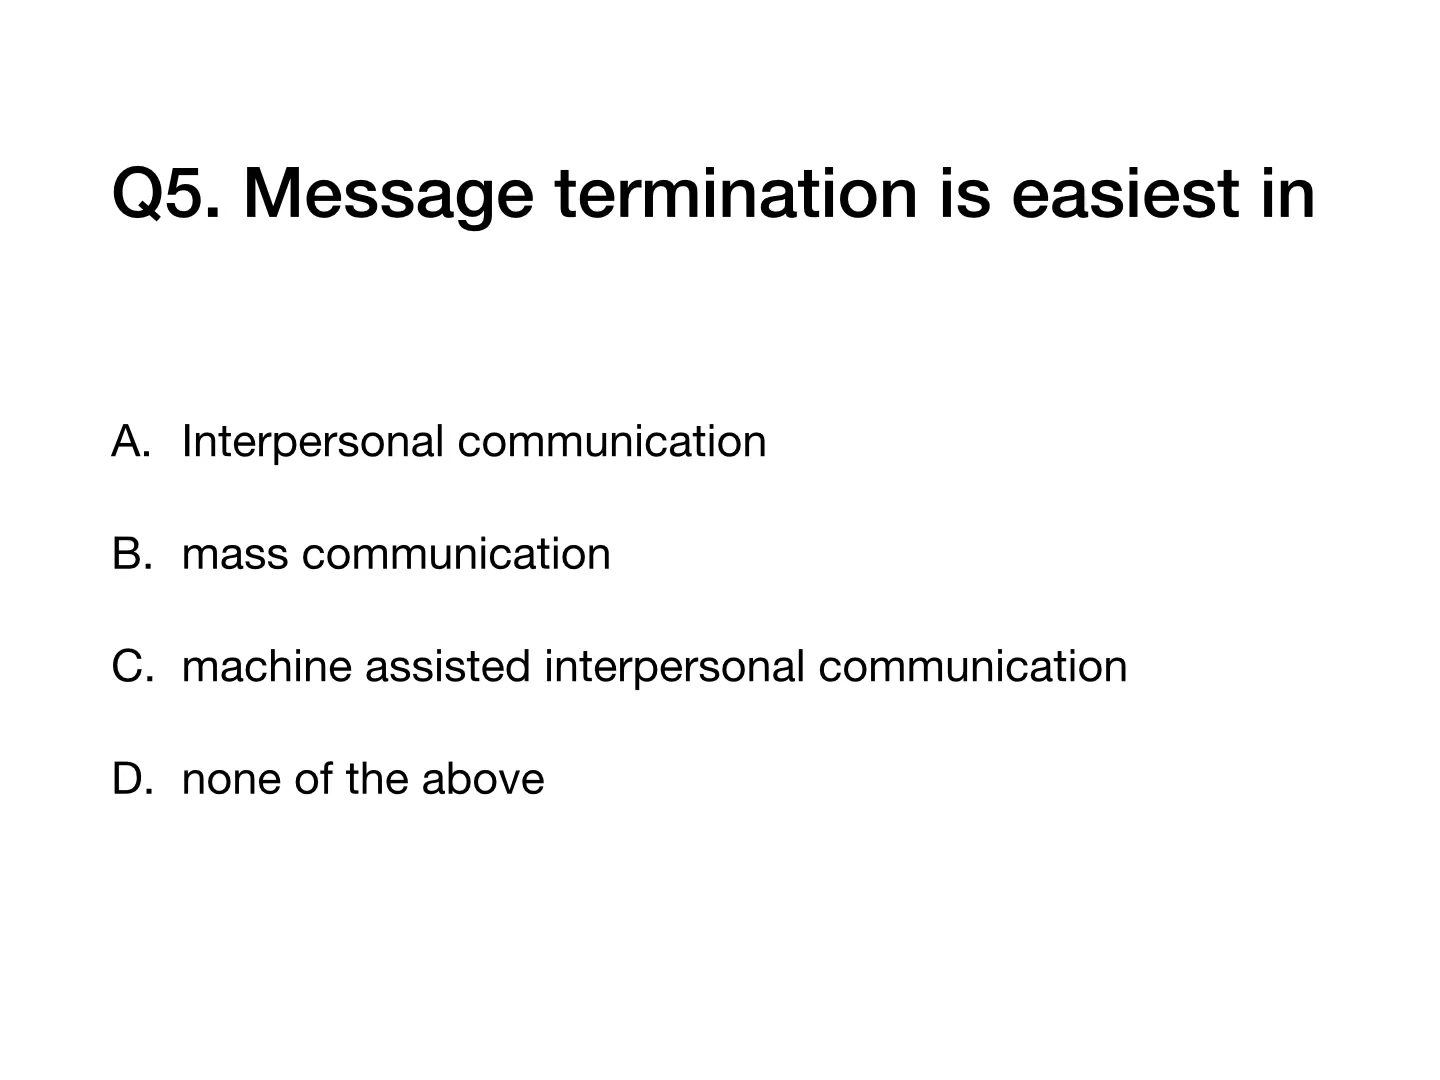 Q5. Message termination is easiest in
A. Interpersonal communication
B. mass communication
C. machine assisted interpersonal communication
D. none of the above